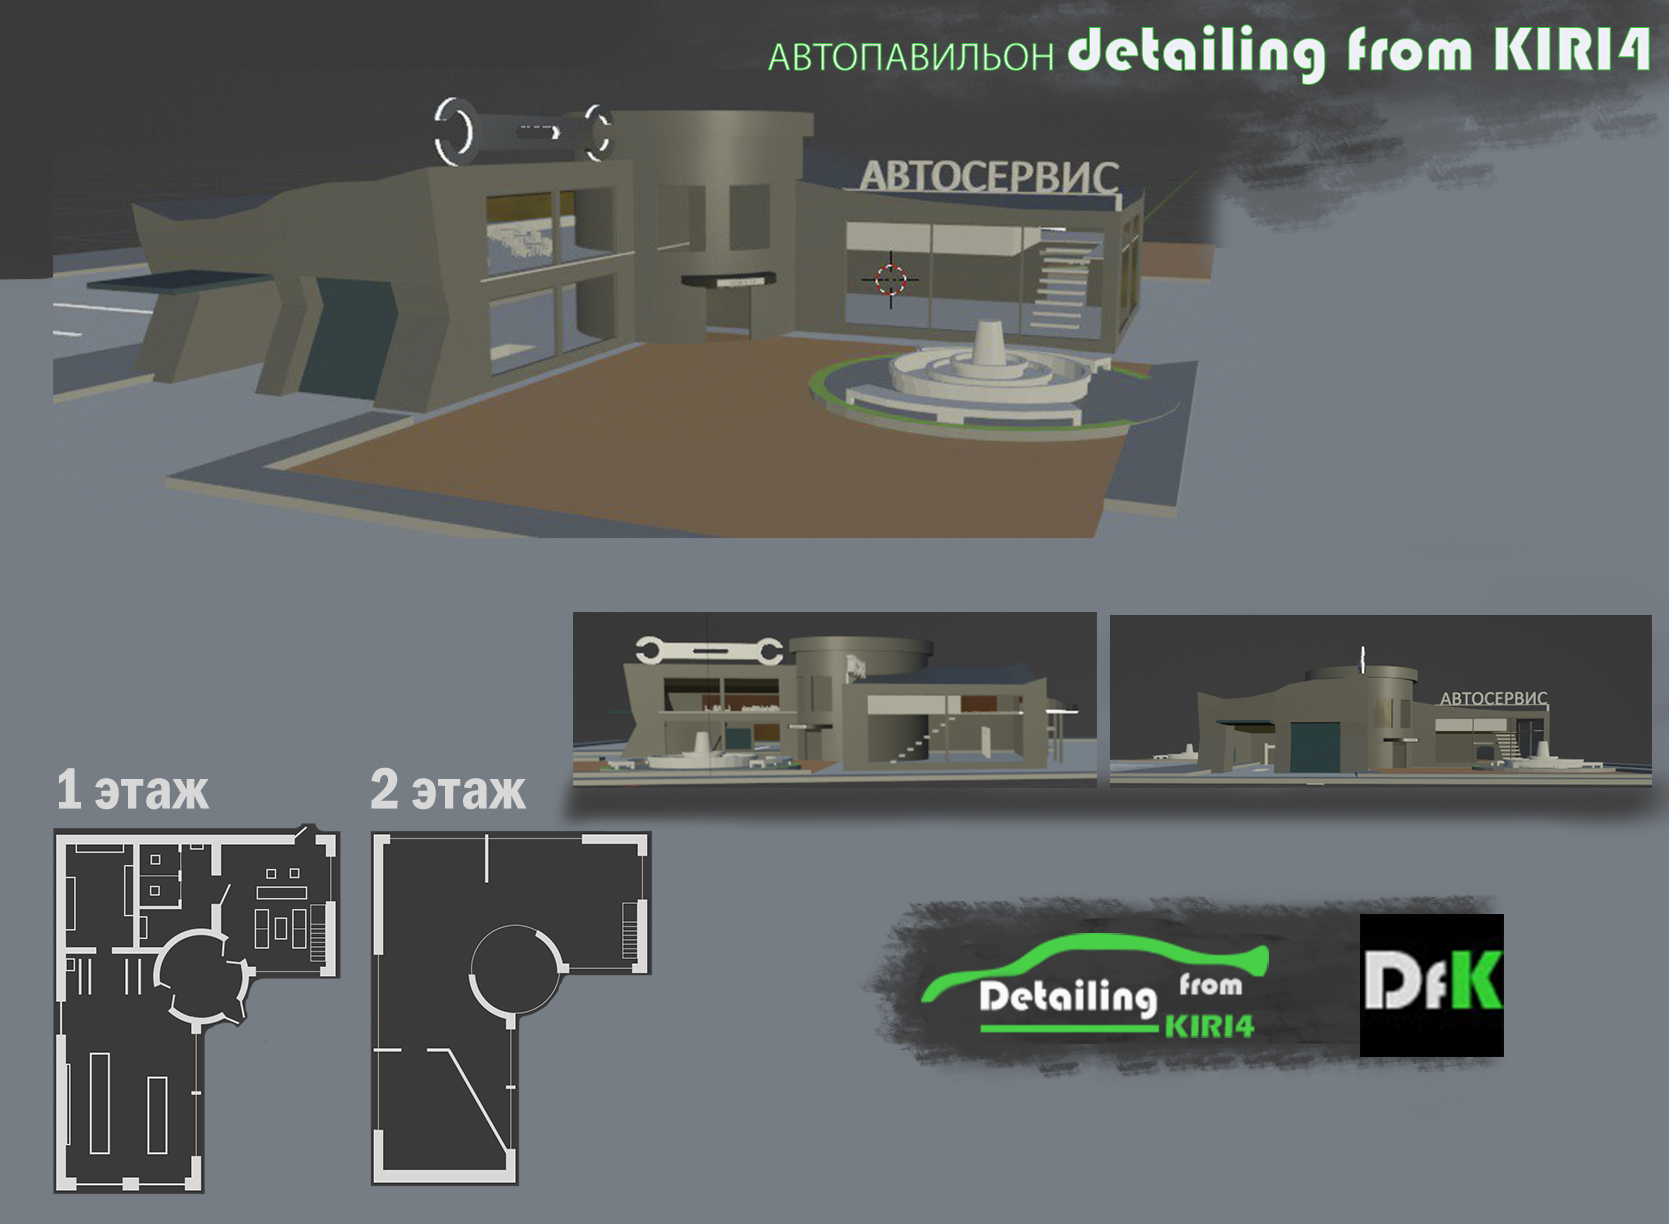 АВТОПАВИЛЬОН detailing from KIRI4
АВТОСЕРВИС
АВТОСЕРВИС
1 этаж
2 этаж
Detailing from
KIRI4
DfK